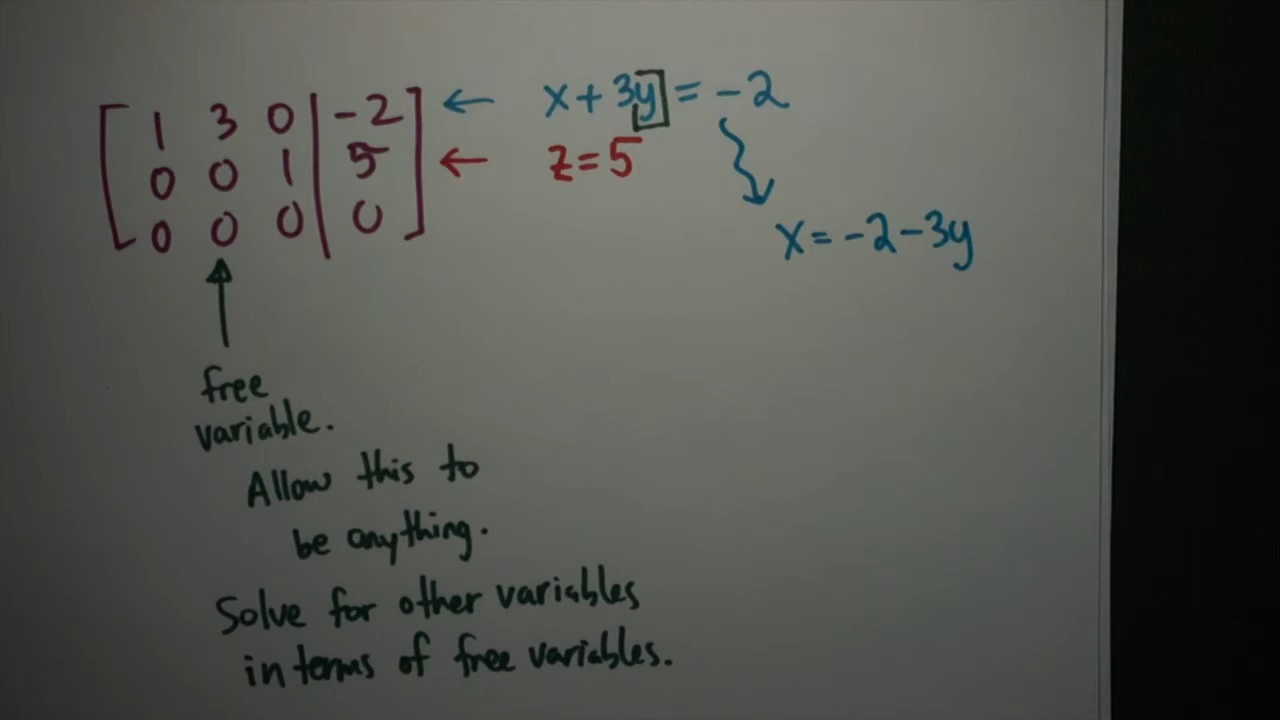 [ 1 3 0 | -2 ] ← x + 3y = -2
[ 0 0 1 | 5 ] ← z = 5
[ 0 0 0 | 0 ]
x = -2 - 3y
free
variable.
Allow this to
be anything.
Solve for other variables
in terms of free variables.